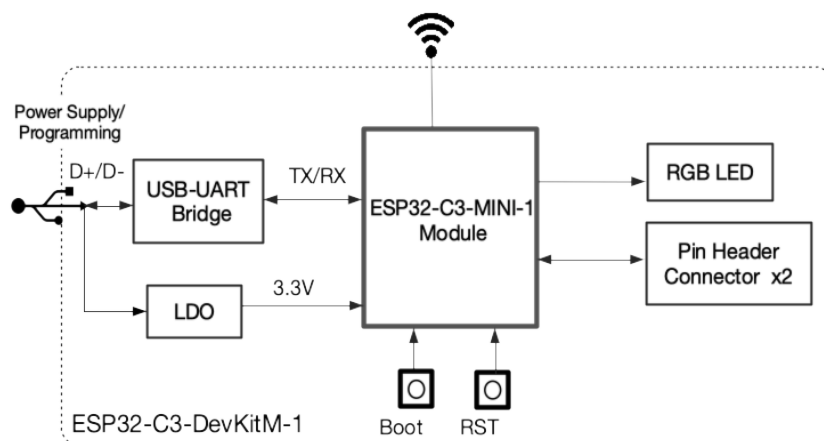 Power Supply/
Programming
D+/D-
USB-UART
Bridge
TX/RX
ESP32-C3-MINI-1
Module
RGB LED
Pin Header
Connector x2
LDO
3.3V
Boot
RST
ESP32-C3-DevKitM-1